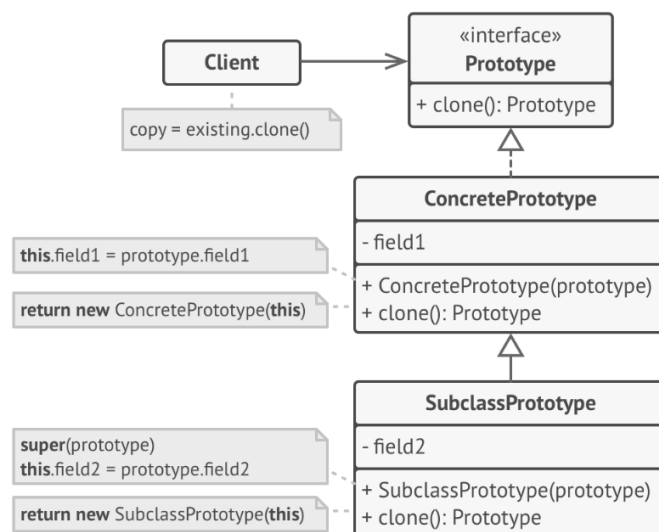 «interface»
Prototype
Client
+ clone(): Prototype
copy = existing.clone()
ConcretePrototype
- field1
this.field1 = prototype.field1
+ ConcretePrototype(prototype)
return new ConcretePrototype(this)
+ clone(): Prototype
SubclassPrototype
- field2
super(prototype)
this.field2 = prototype.field2
+ SubclassPrototype(prototype)
return new SubclassPrototype(this)
+ clone(): Prototype